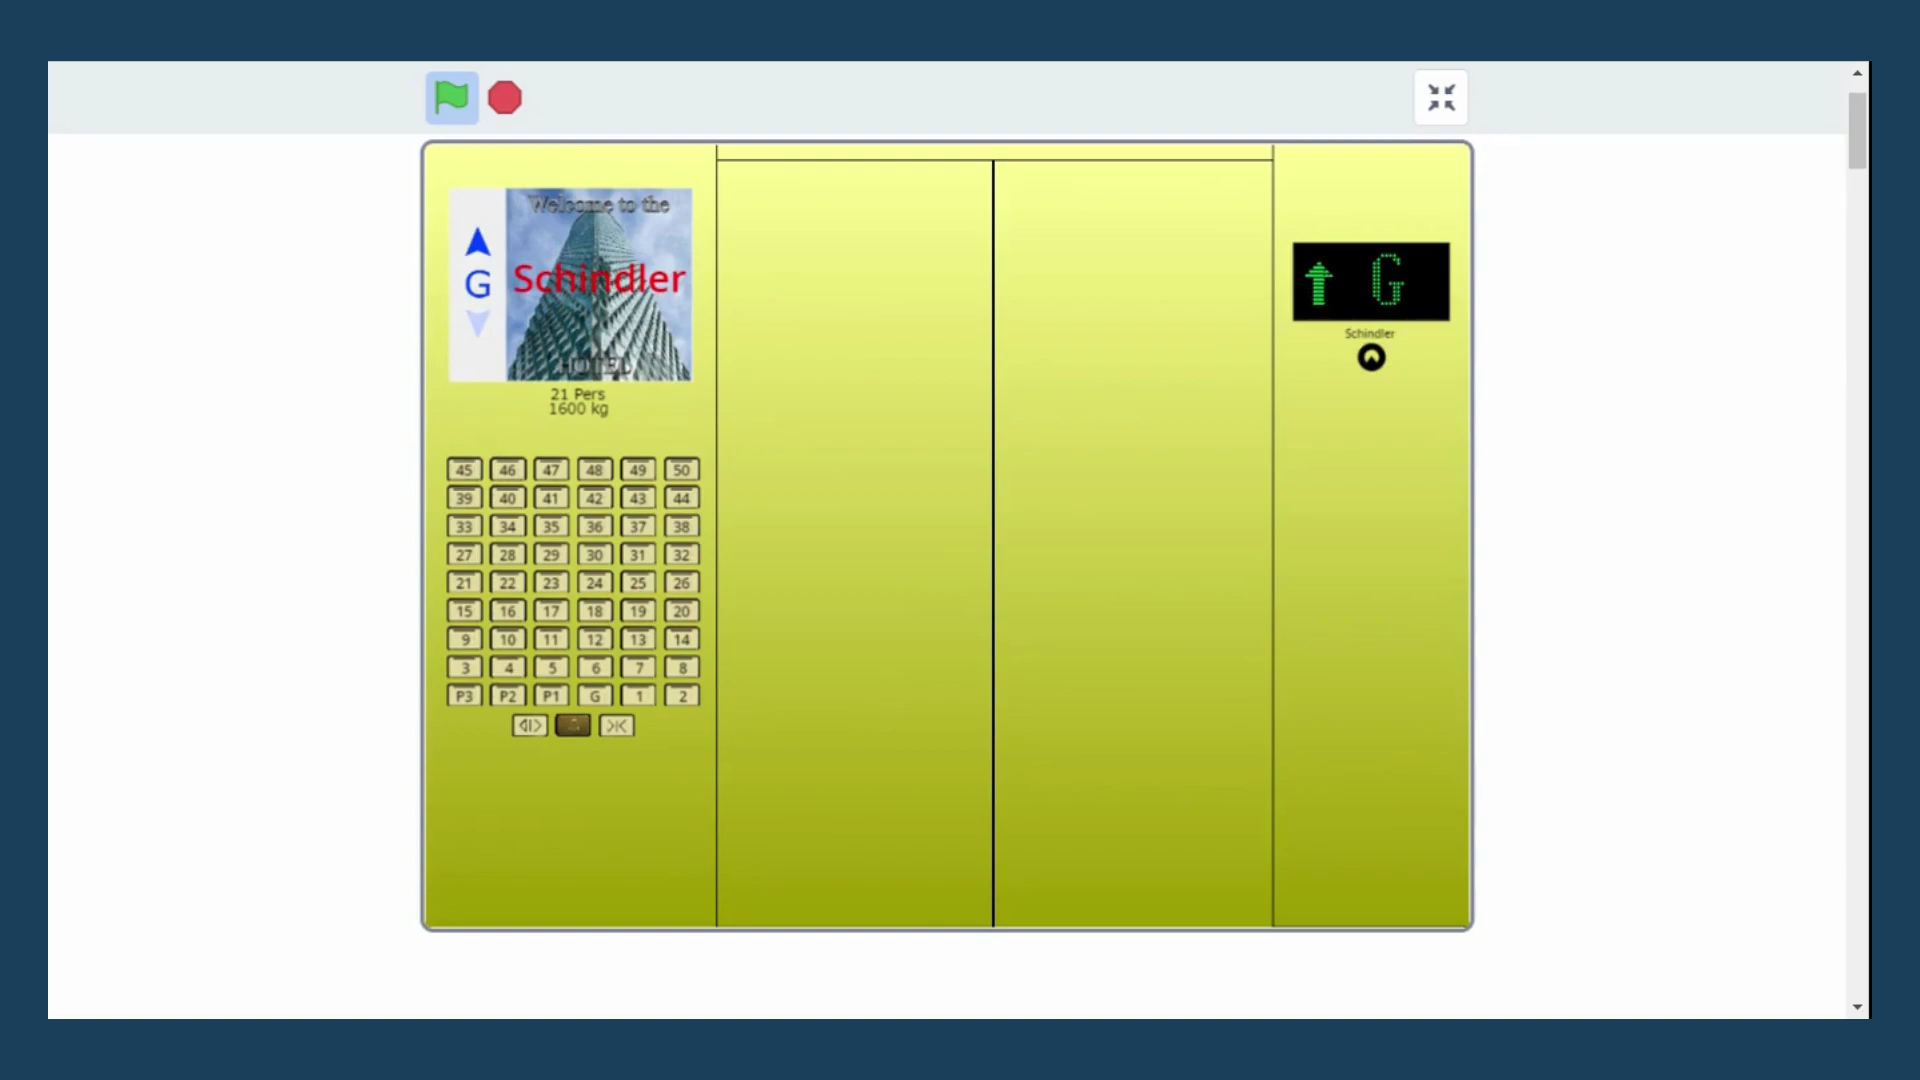 Welcome to the
G
Schindler
HOTEL
21 Pers
1600 kg
G
Schindler
45 46 47 48 49 50
39 40 41 42 43 44
33 34 35 36 37 38
27 28 29 30 31 32
21 22 23 24 25 26
15 16 17 18 19 20
9 10 11 12 13 14
3 4 5 6 7 8
P3 P2 P1 G 1 2